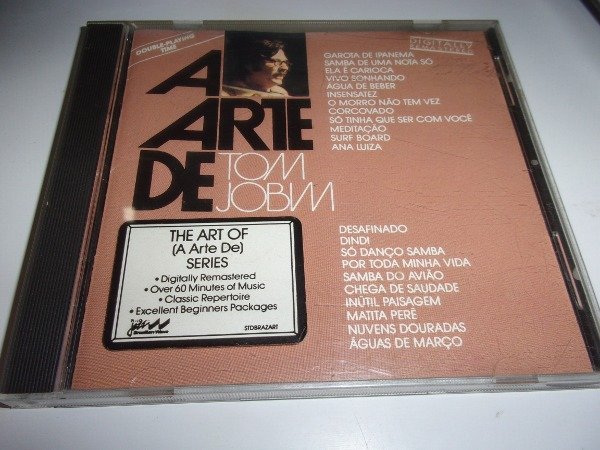 DOUBLE-PLAYING
TIME
DIGITALLY
A
ARTE
DE
TOM
JOBIM
GAROTA DE IPANEMA
SAMBA DE UMA NOTA SÓ
ELA É CARIOCA
VIVO SONHANDO
ÁGUA DE BEBER
INSENSATEZ
O MORRO NÃO TEM VEZ
CORCOVADO
SÓ TINHA QUE SER COM VOCÊ
MEDITAÇÃO
SURF BOARD
ANA LUIZA
THE ART OF
(A Arte De)
SERIES
• Digitally Remastered
• Over 60 Minutes of Music
• Classic Repertoire
• Excellent Beginners Packages
STDBRAZART
DESAFINADO
DINDI
SÓ DANÇO SAMBA
POR TODA MINHA VIDA
SAMBA DO AVIÃO
CHEGA DE SAUDADE
INÚTIL PAISAGEM
MATITA PERÊ
NUVENS DOURADAS
ÁGUAS DE MARÇO